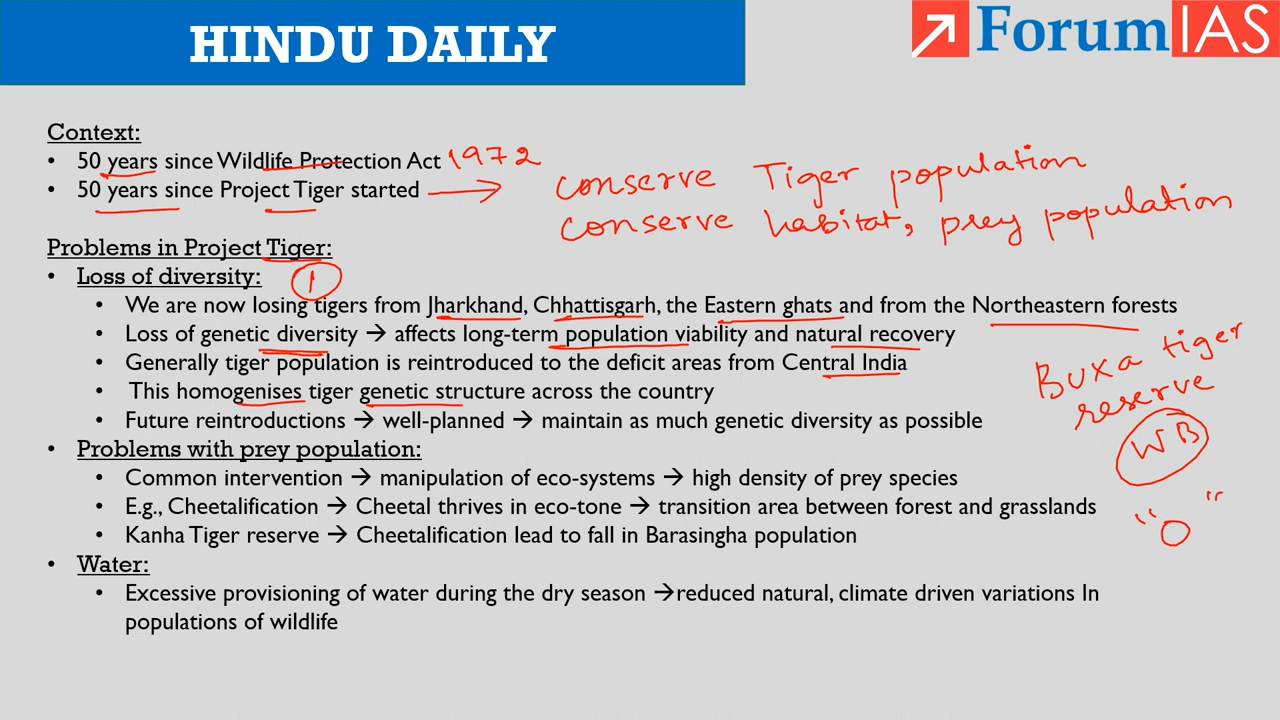 HINDU DAILY
Forum IAS
Context:
• 50 years since Wildlife Protection Act 1972
• 50 years since Project Tiger started → conserve Tiger population
conserve habitat, prey population
Problems in Project Tiger:
• Loss of diversity: 1
• We are now losing tigers from Jharkhand, Chhattisgarh, the Eastern ghats and from the Northeastern forests
• Loss of genetic diversity → affects long-term population viability and natural recovery
• Generally tiger population is reintroduced to the deficit areas from Central India
• This homogenises tiger genetic structure across the country
• Future reintroductions → well-planned → maintain as much genetic diversity as possible
Buxa tiger
reserve
WB
"0"
• Problems with prey population:
• Common intervention → manipulation of eco-systems → high density of prey species
• E.g., Cheetalification → Cheetal thrives in eco-tone → transition area between forest and grasslands
• Kanha Tiger reserve → Cheetalification lead to fall in Barasingha population
• Water:
• Excessive provisioning of water during the dry season →reduced natural, climate driven variations In
populations of wildlife